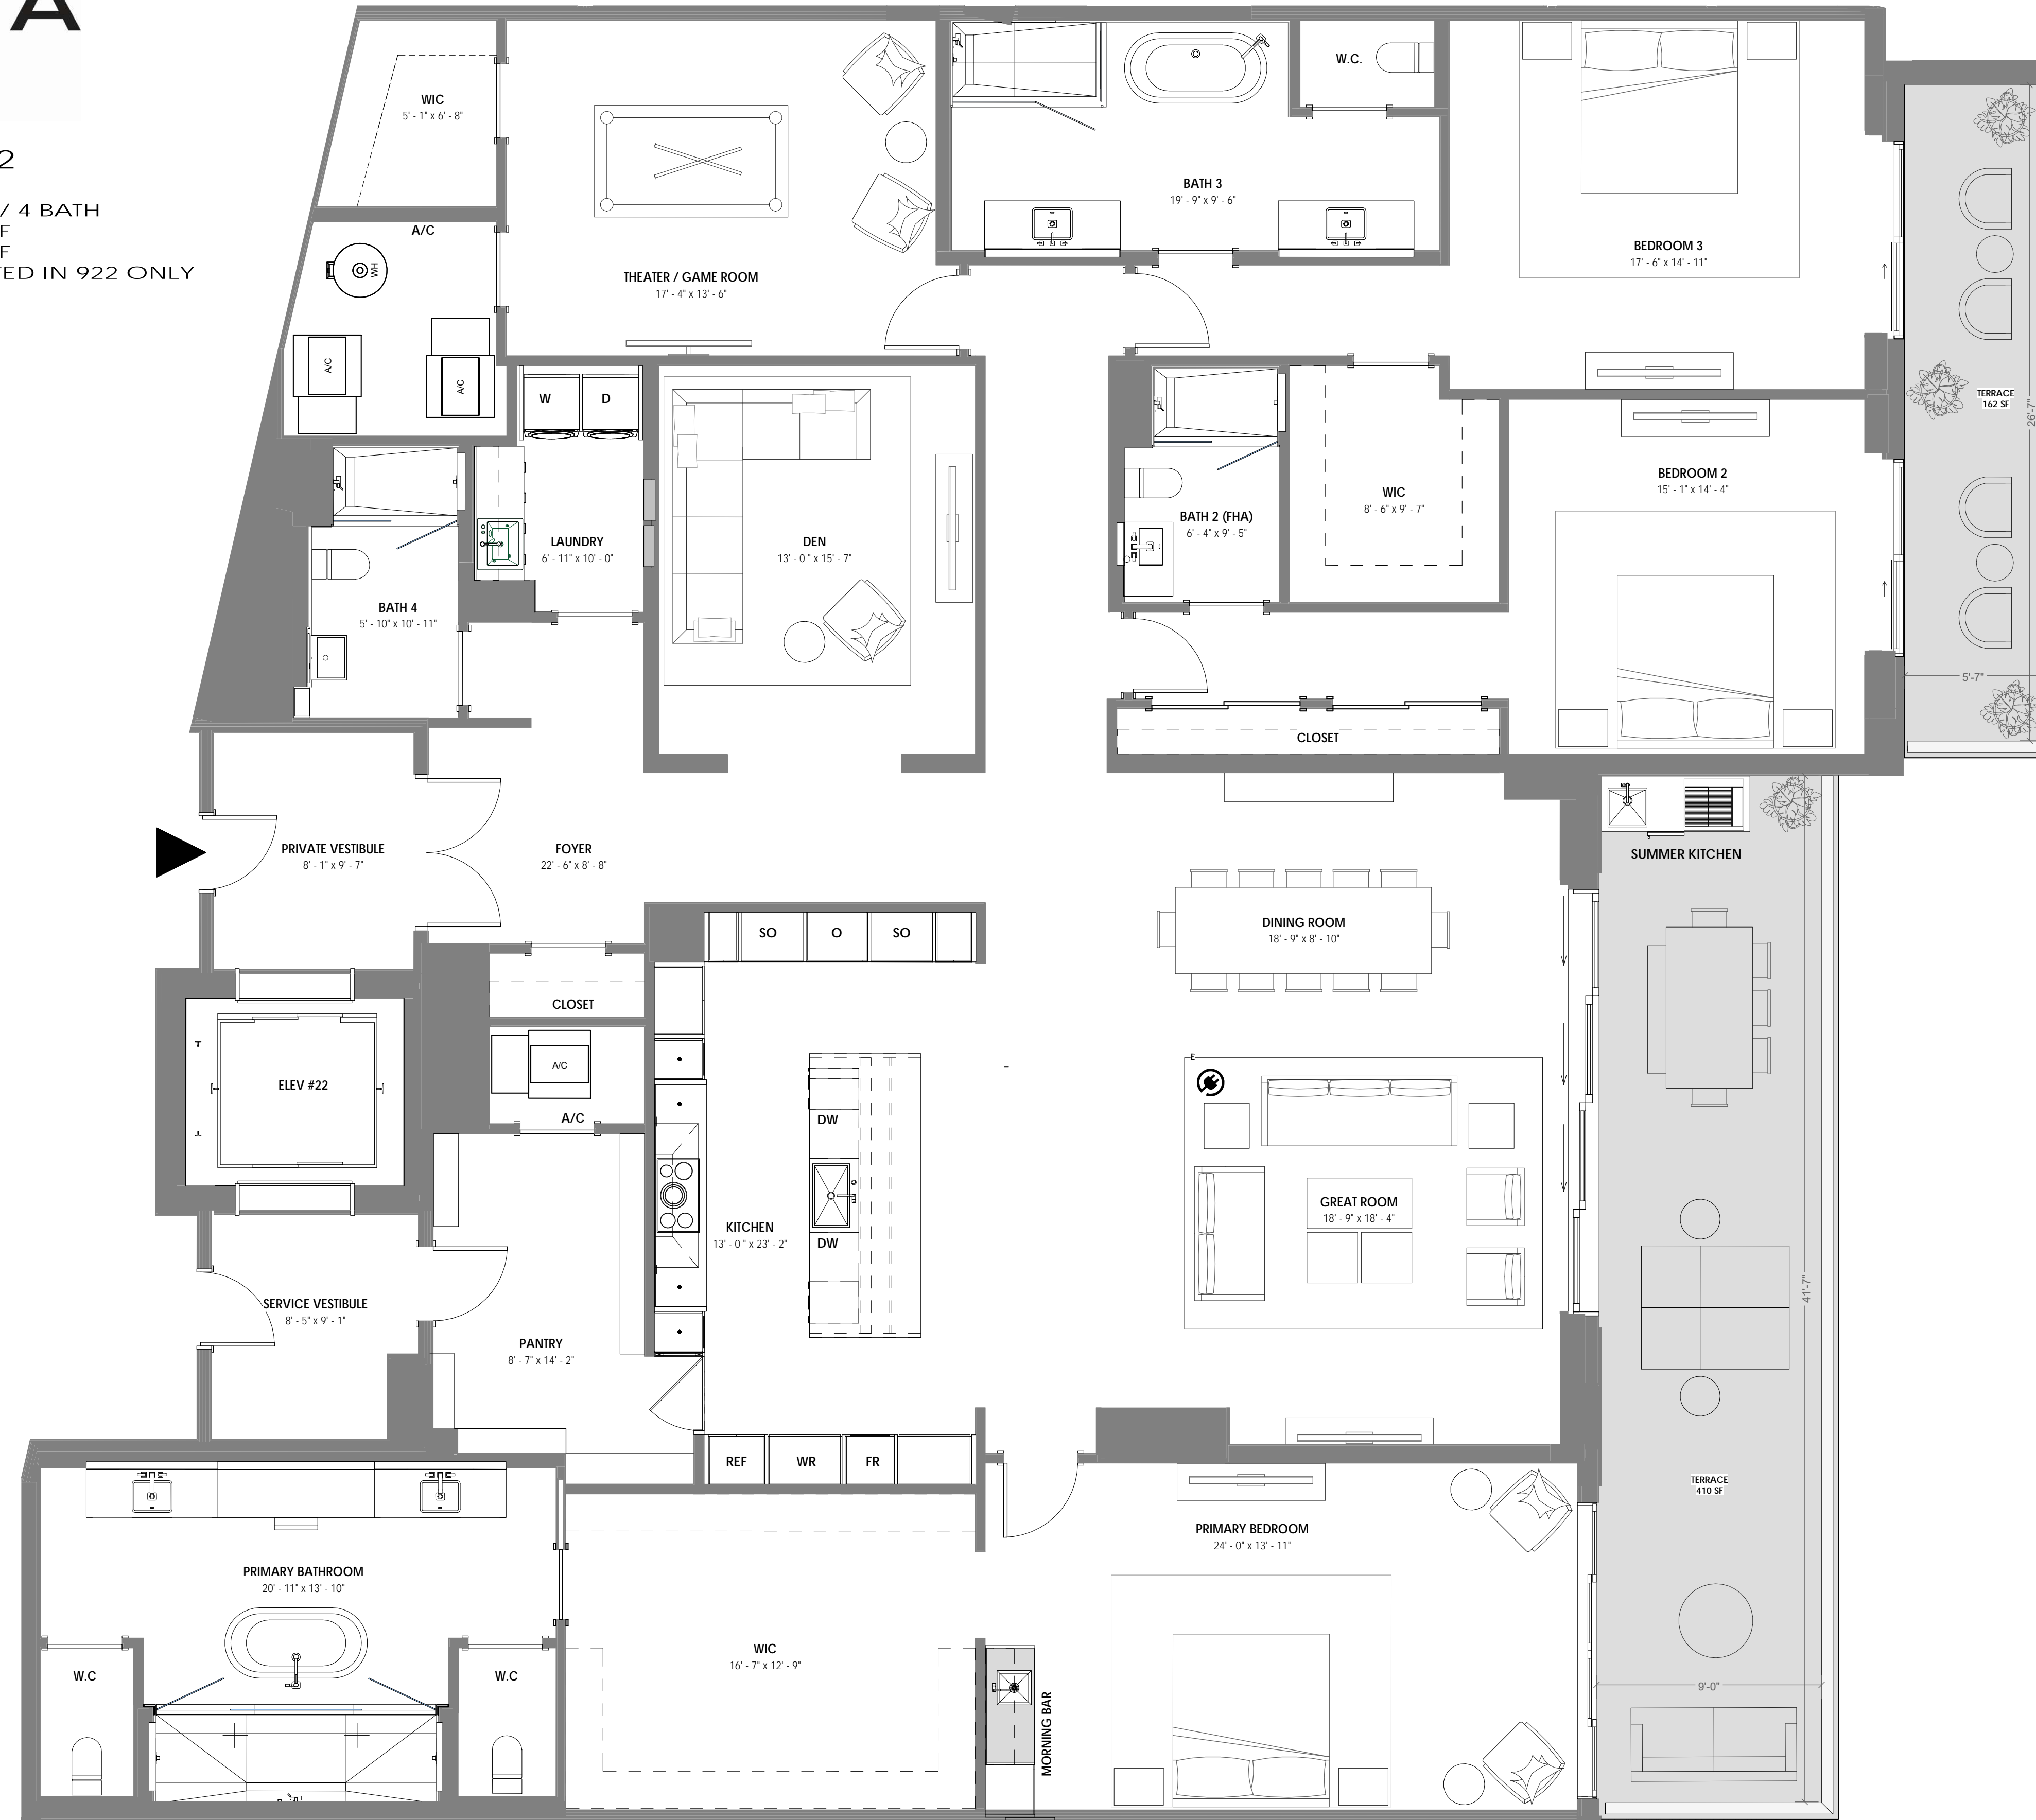 A
2
/ 4 BATH
F
F
TED IN 922 ONLY
WIC
5' - 1" x 6' - 8"
A/C
WH
A/C
A/C
THEATER / GAME ROOM
17' - 4" x 13' - 6"
W.C.
BATH 3
19' - 9" x 9' - 6"
BEDROOM 3
17' - 6" x 14' - 11"
TERRACE
162 SF
26'-7"
5'-7"
W
D
LAUNDRY
6' - 11" x 10' - 0"
DEN
13' - 0 " x 15' - 7"
BATH 4
5' - 10" x 10' - 11"
BATH 2 (FHA)
6' - 4" x 9' - 5"
WIC
8' - 6" x 9' - 7"
BEDROOM 2
15' - 1" x 14' - 4"
CLOSET
PRIVATE VESTIBULE
8' - 1" x 9' - 7"
FOYER
22' - 6" x 8' - 8"
SUMMER KITCHEN
DINING ROOM
18' - 9" x 8' - 10"
SO
O
SO
CLOSET
A/C
A/C
ELEV #22
DW
DW
KITCHEN
13' - 0 " x 23' - 2"
E
GREAT ROOM
18' - 9" x 18' - 4"
41'-7"
SERVICE VESTIBULE
8' - 5" x 9' - 1"
PANTRY
8' - 7" x 14' - 2"
REF
WR
FR
TERRACE
410 SF
9'-0"
PRIMARY BEDROOM
24' - 0" x 13' - 11"
PRIMARY BATHROOM
20' - 11" x 13' - 10"
W.C
W.C
WIC
16' - 7" x 12' - 9"
MORNING BAR